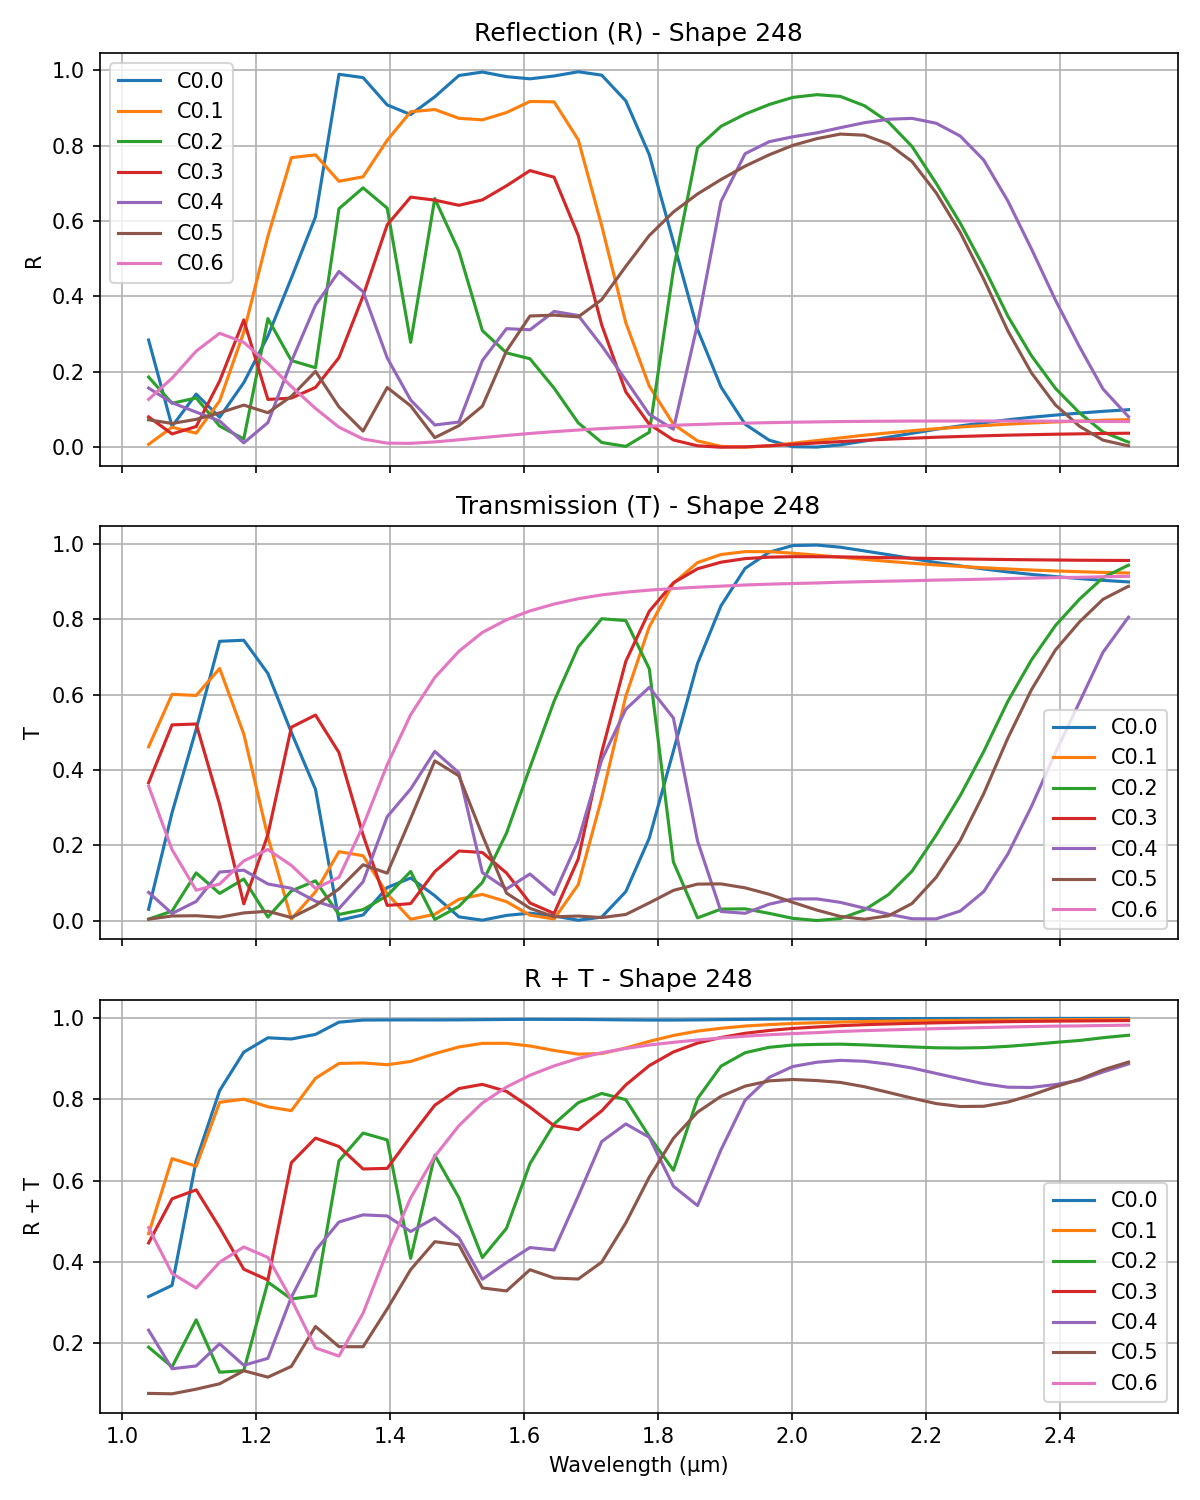 Reflection (R) - Shape 248
1.0
0.8
0.6
0.4
0.2
0.0
R
C0.0
C0.1
C0.2
C0.3
C0.4
C0.5
C0.6
Transmission (T) - Shape 248
1.0
0.8
0.6
0.4
0.2
0.0
T
C0.0
C0.1
C0.2
C0.3
C0.4
C0.5
C0.6
R + T - Shape 248
1.0
0.8
0.6
0.4
0.2
R + T
C0.0
C0.1
C0.2
C0.3
C0.4
C0.5
C0.6
1.0 1.2 1.4 1.6 1.8 2.0 2.2 2.4
Wavelength (μm)